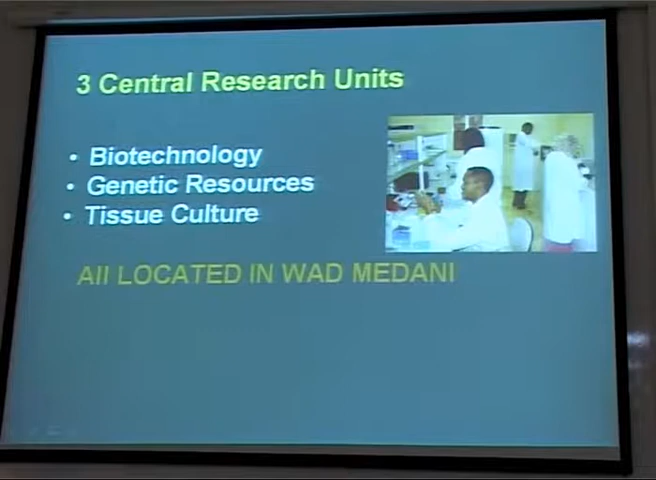 3 Central Research Units
• Biotechnology
• Genetic Resources
• Tissue Culture
All LOCATED IN WAD MEDANI